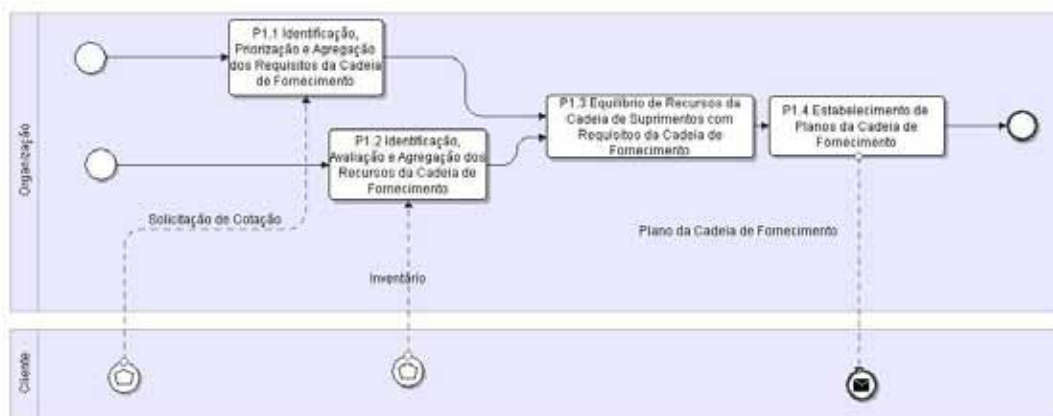 Organização
P1.1 Identificação,
Priorização e Agregação
dos Requisitos da Cadeia
de Fornecimento
P1.2 Identificação,
Avaliação e Agregação dos
Recursos da Cadeia de
Fornecimento
P1.3 Equilíbrio de Recursos da
Cadeia de Suprimentos com
Requisitos da Cadeia de
Fornecimento
P1.4 Estabelecimento de
Planos da Cadeia de
Fornecimento
Solicitação de Cotação
Inventário
Plano da Cadeia de Fornecimento
Cliente